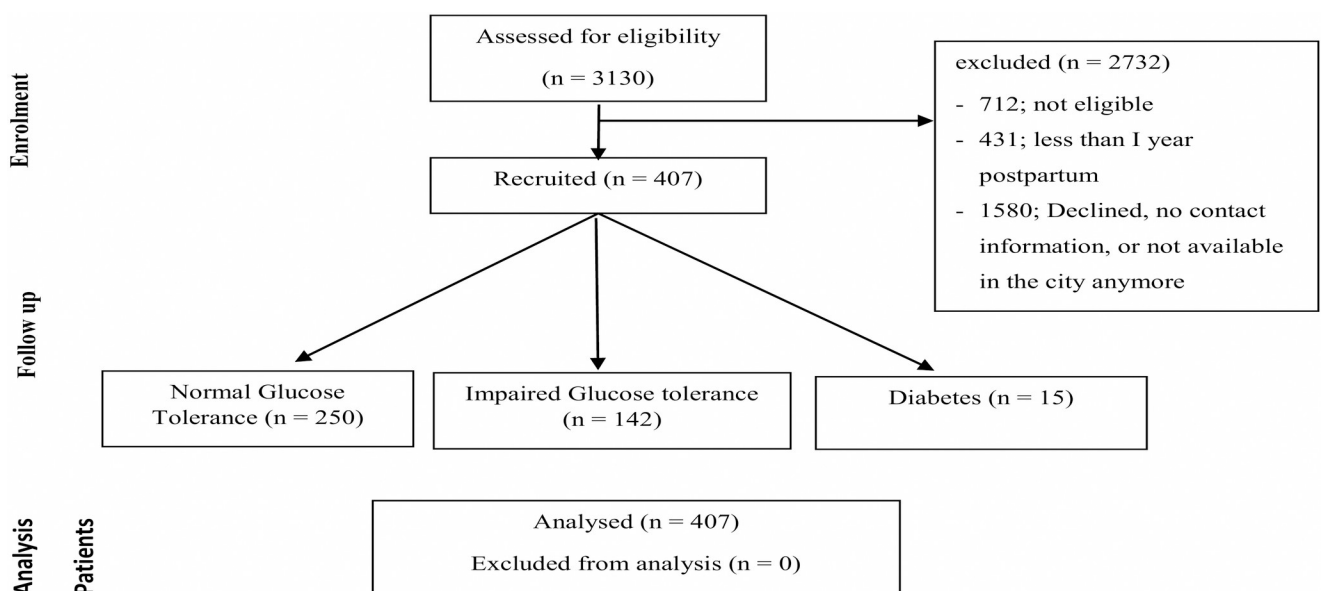 Assessed for eligibility
(n = 3130)
excluded (n = 2732)
- 712; not eligible
- 431; less than I year
postpartum
- 1580; Declined, no contact
information, or not available
in the city anymore
Enrolment
Recruited (n = 407)
Follow up
Normal Glucose
Tolerance (n = 250)
Impaired Glucose tolerance
(n = 142)
Diabetes (n = 15)
Analysis
Patients
Analysed (n = 407)
Excluded from analysis (n = 0)